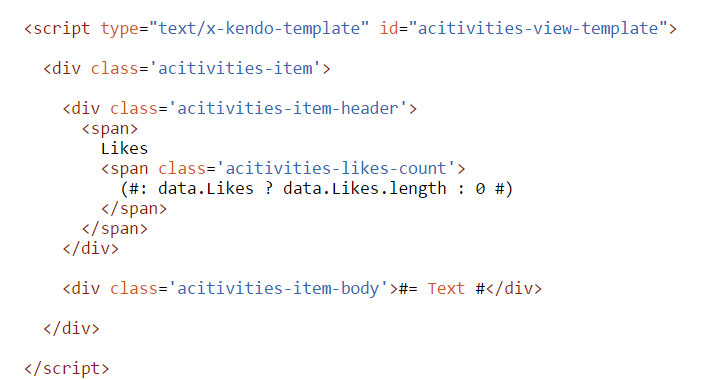 <script type="text/x-kendo-template" id="acitivities-view-template">
<div class='acitivities-item'>
<div class='acitivities-item-header'>
<span>
Likes
<span class='acitivities-likes-count'>
(#: data.Likes ? data.Likes.length : 0 #)
</span>
</span>
</div>
<div class='acitivities-item-body'>#= Text #</div>
</div>
</script>